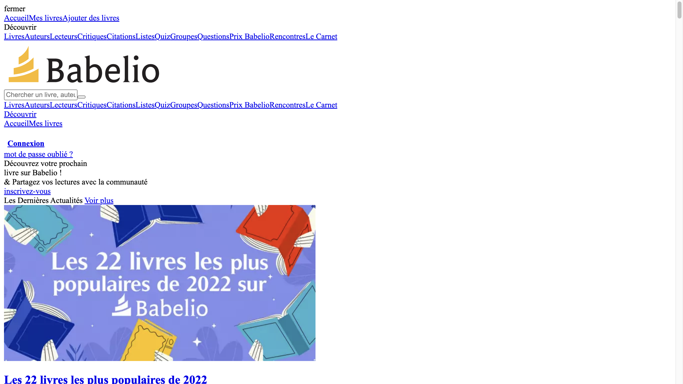 fermer
AccueilMes livresAjouter des livres
Découvrir
LivresAuteursLecteursCritiquesCitationsListesQuizGroupesQuestionsPrix BabelioRencontresLe Carnet
Babelio
Chercher un livre, auteu
LivresAuteursLecteursCritiquesCitationsListesQuizGroupesQuestionsPrix BabelioRencontresLe Carnet
Découvrir
AccueilMes livres
Connexion
mot de passe oublié ?
Découvrez votre prochain
livre sur Babelio !
& Partagez vos lectures avec la communauté
inscrivez-vous
Les Dernières Actualités Voir plus
Les 22 livres les plus
populaires de 2022 sur
Babelio
Les 22 livres les plus populaires de 2022